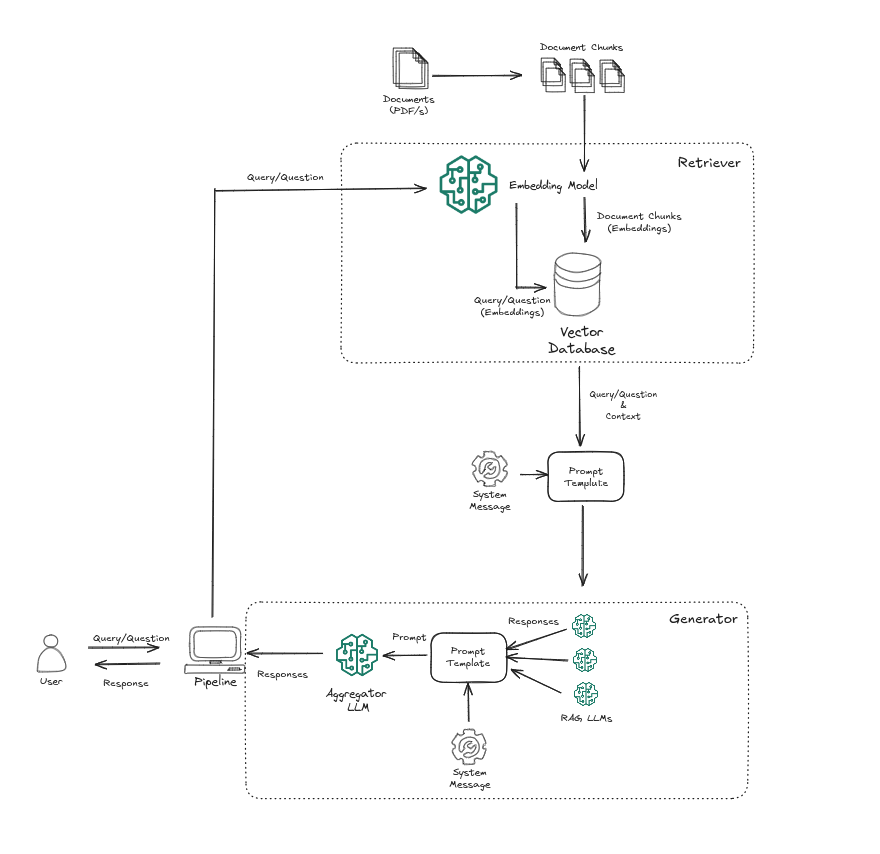 Document Chunks
Documents
(PDF/s)
Retriever
Query/Question
Embedding Model
Document Chunks
(Embeddings)
Query/Question
(Embeddings)
Vector
Database
Query/Question
&
Context
Prompt
Template
System
Message
Generator
Responses
Query/Question
User
Response
Pipeline
Responses
Aggregator
LLM
Prompt
Prompt
Template
RAG LLMs
System
Message